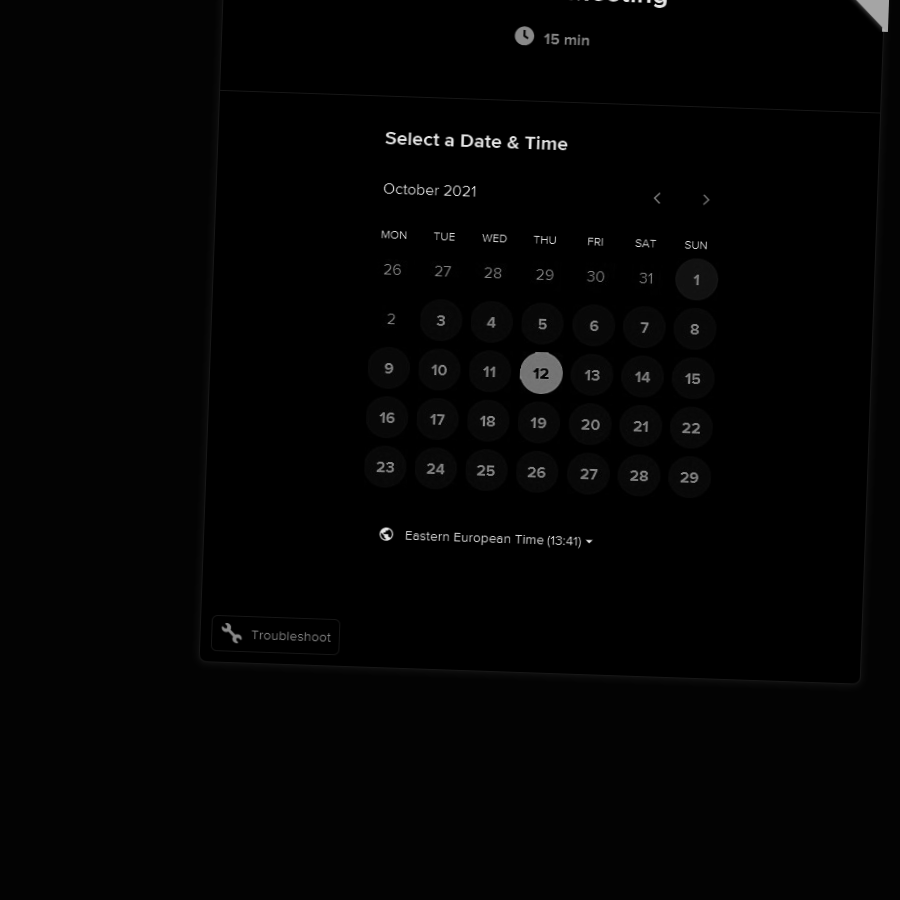 15 min
Select a Date & Time
October 2021
MON TUE WED THU FRI SAT SUN
26 27 28 29 30 31 1
2 3 4 5 6 7 8
9 10 11 12 13 14 15
16 17 18 19 20 21 22
23 24 25 26 27 28 29
Eastern European Time (13:41)
Troubleshoot